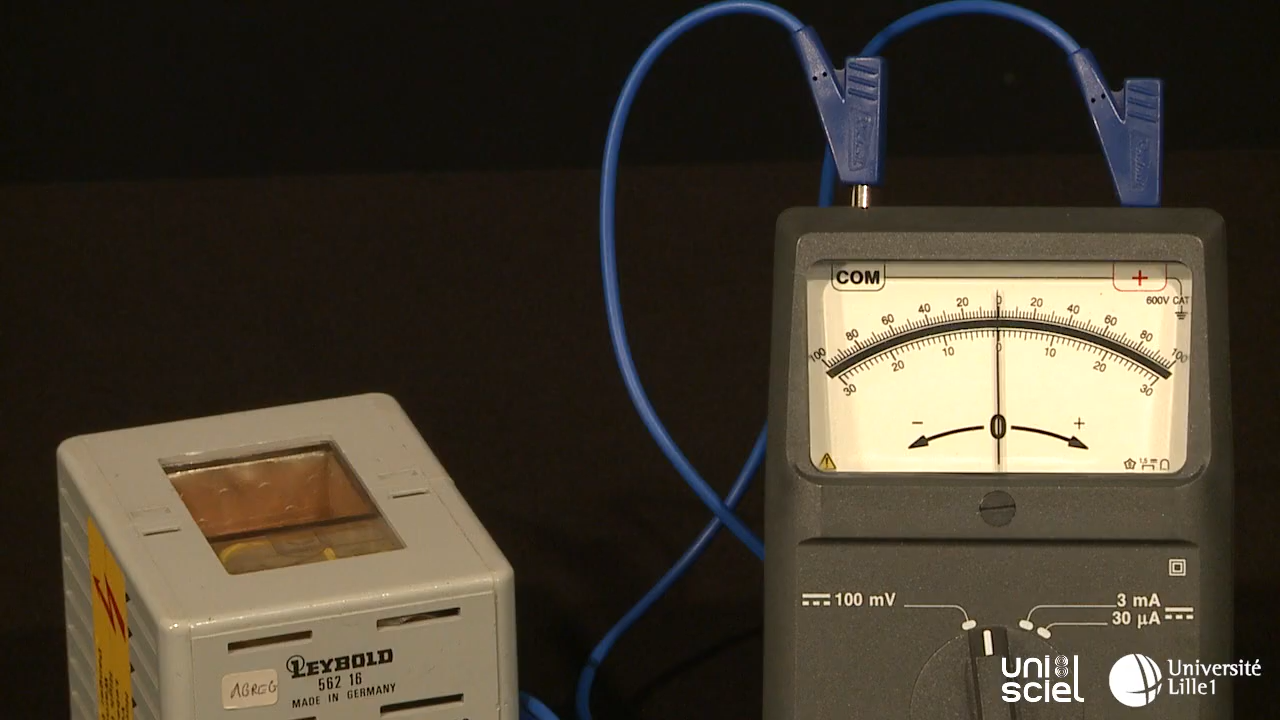 COM
+
600V CAT
100 80 60 40 20 0 20 40 60 80 100
30 20 10 0 10 20 30
- 0 +
100 mV
3 mA
30 µA
LEYBOLD
562 16
MADE IN GERMANY
AGREG
uni
sciel
Université
Lille1